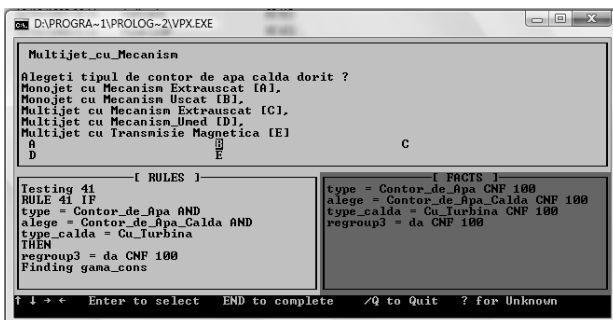 D:\PROGRA~1\PROLOG~2\VPX.EXE
Multijet_cu_Mecanism
Alegeti tipul de contor de apa calda dorit ?
Monojet cu Mecanism Extrauscat [A],
Monojet cu Mecanism Uscat [B],
Multijet cu Mecanism Extrauscat [C],
Multijet cu Mecanism_Umed [D],
Multijet cu Transmisie Magnetica [E]
A B C
D E
[ RULES ]
Testing 41
RULE 41 IF
type = Contor_de_Apa AND
alege = Contor_de_Apa_Calda AND
type_calda = Cu_Turbina
THEN
regroup3 = da CNF 100
Finding gama_cons
[ FACTS ]
type = Contor_de_Apa CNF 100
alege = Contor_de_Apa_Calda CNF 100
type_calda = Cu_Turbina CNF 100
regroup3 = da CNF 100
↑ ↓ → ← Enter to select END to complete /Q to Quit ? for Unknown